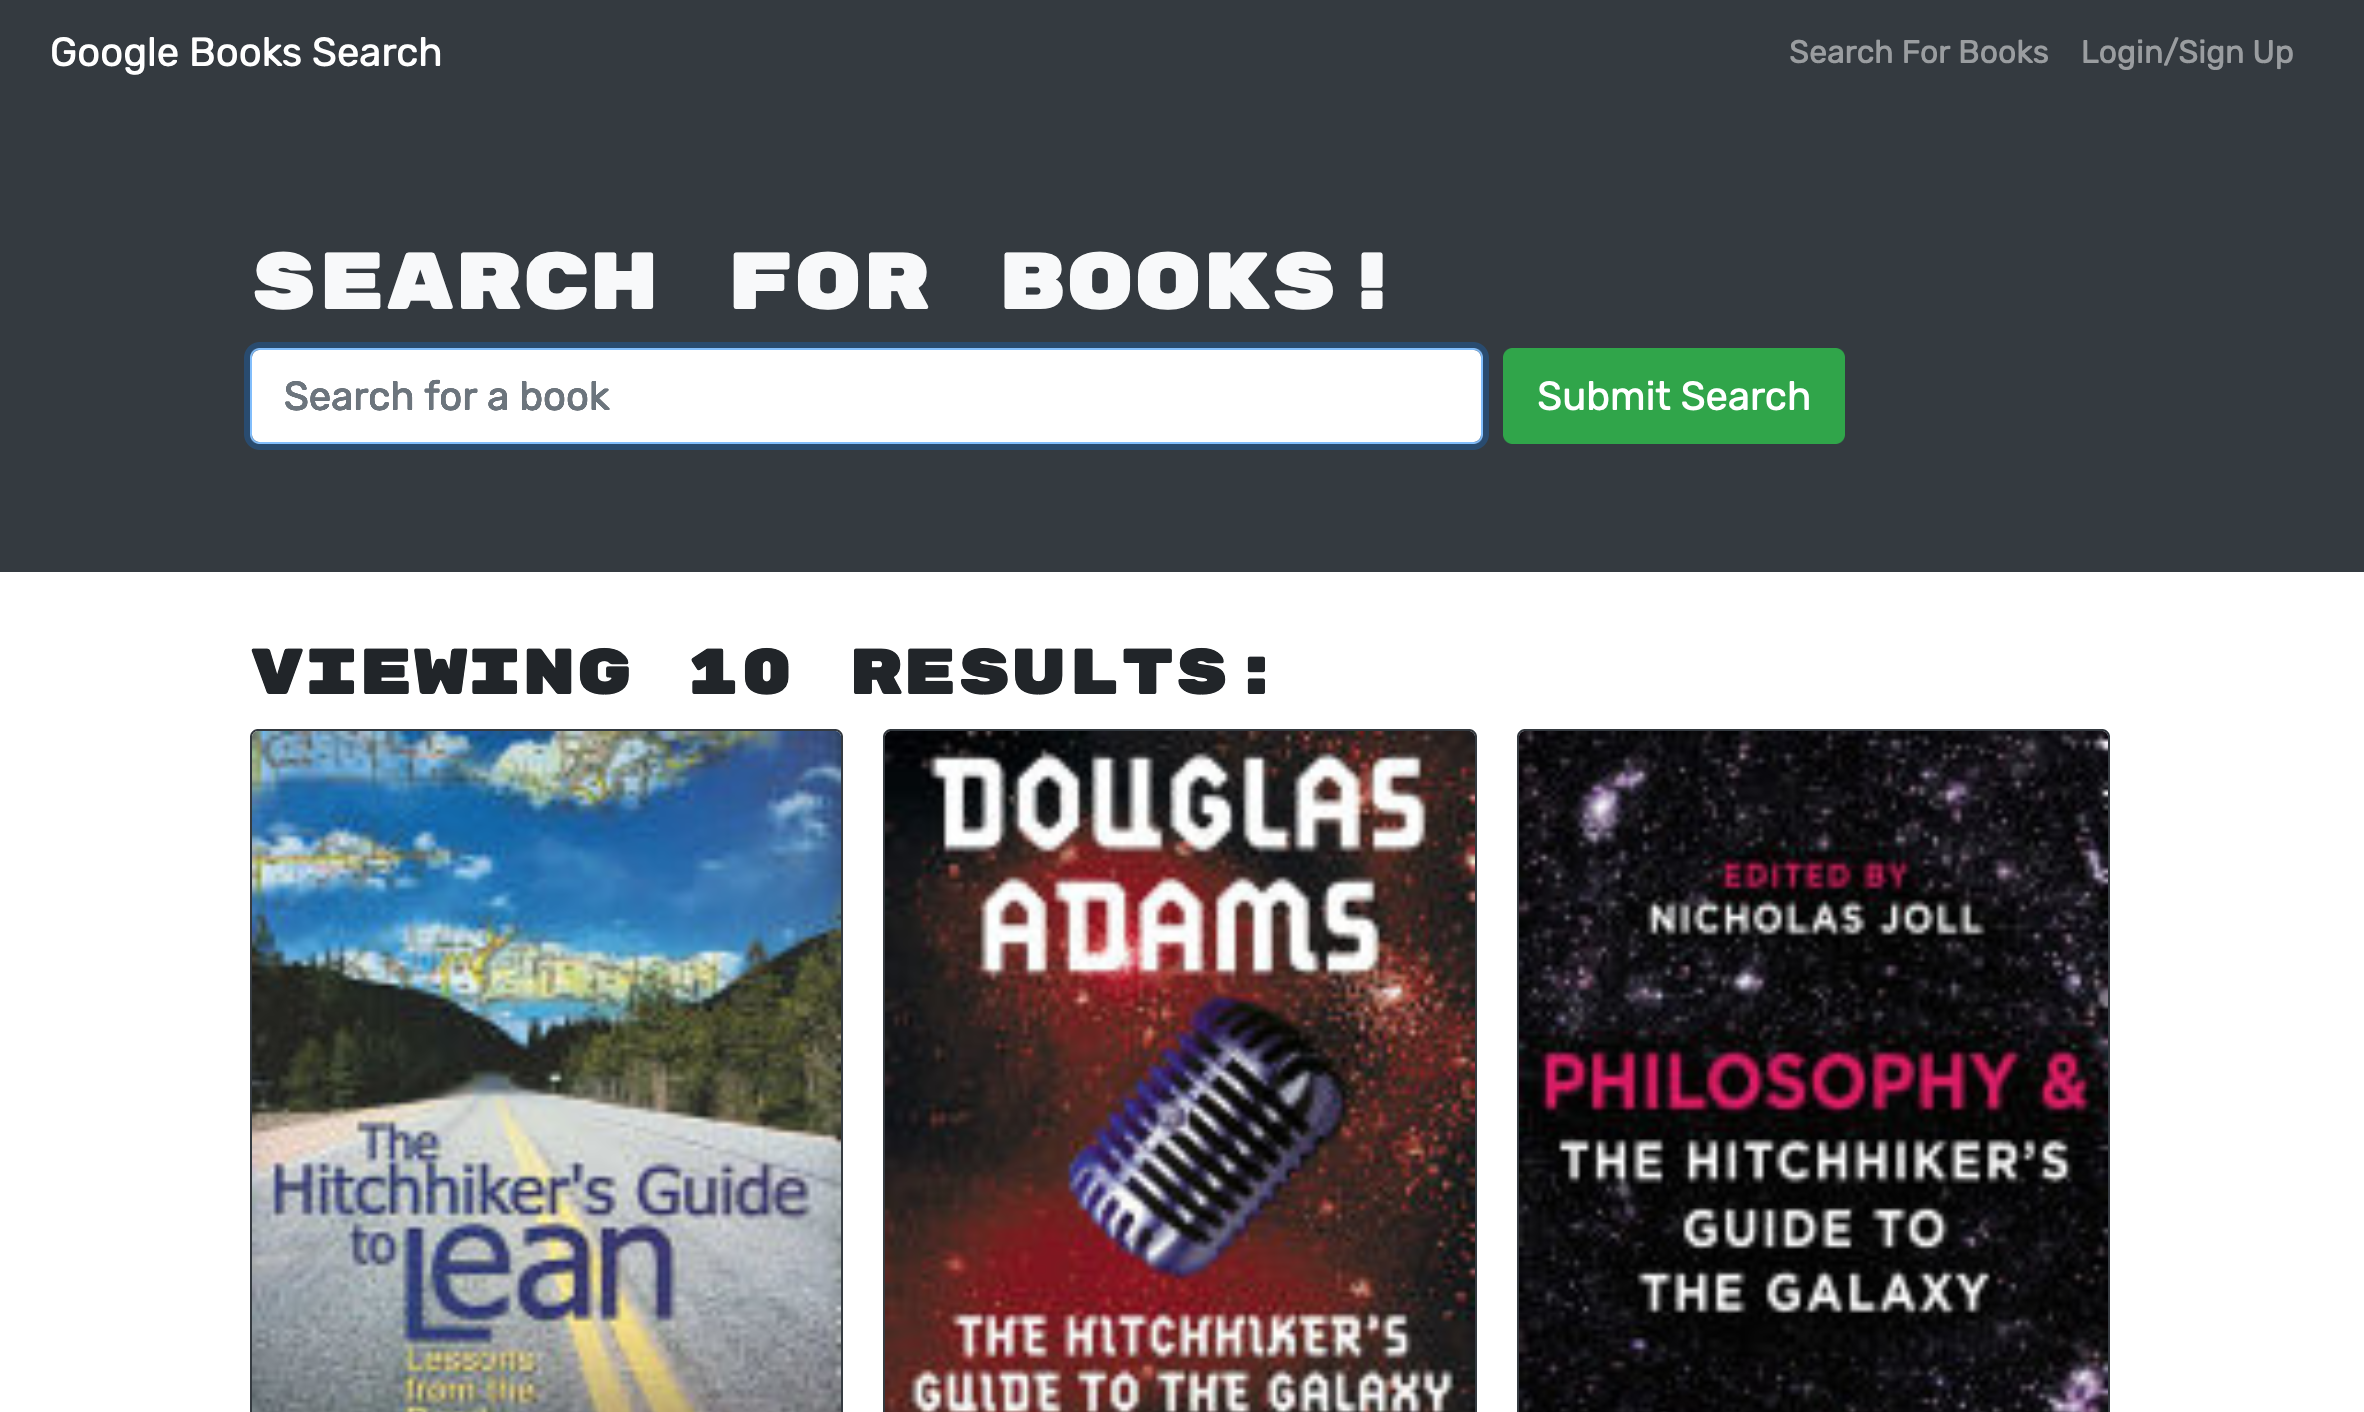 Google Books Search
Search For Books
Login/Sign Up
SEARCH FOR BOOKS!
Search for a book
Submit Search
VIEWING 10 RESULTS:
The
Hitchhiker's Guide
to Lean
Lessons
from the
DOUGLAS
ADAMS
THE HITCHHIKER'S
GUIDE TO THE GALAXY
EDITED BY
NICHOLAS JOLL
PHILOSOPHY &
THE HITCHHIKER'S
GUIDE TO
THE GALAXY